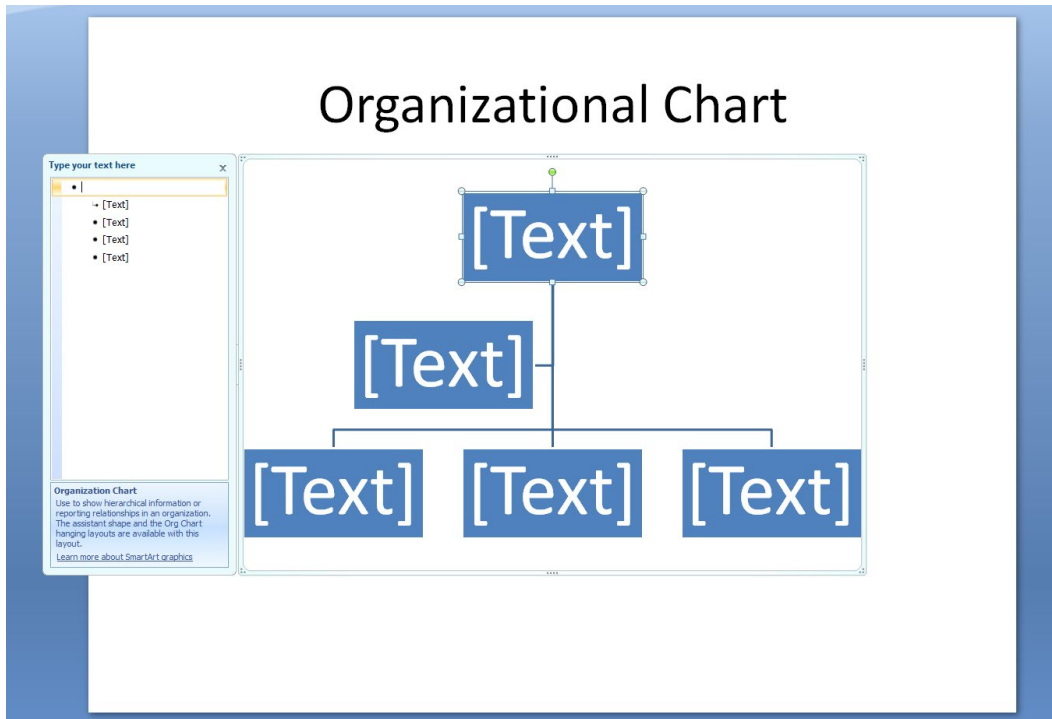 Organizational Chart
Type your text here x
[Text]
[Text]
[Text]
[Text]
Organization Chart
Use to show hierarchical information or
reporting relationships in an organization.
The assistant shape and the Org Chart
hanging layouts are available with this
layout.
Learn more about SmartArt graphics
[Text]
[Text]
[Text] [Text] [Text]